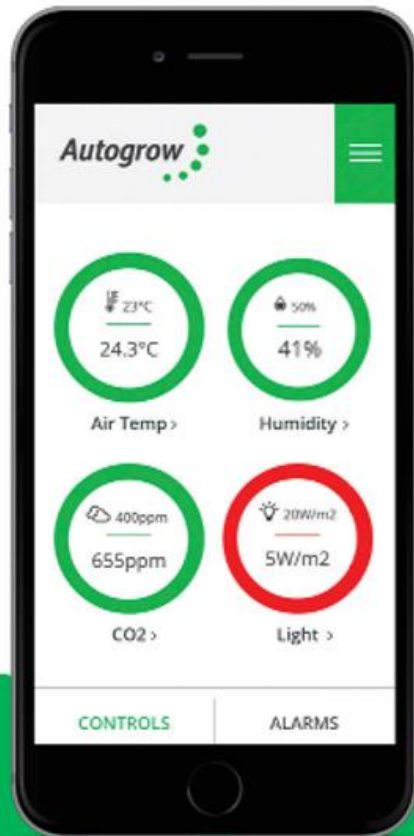 Autogrow
23°C
24.3°C
Air Temp >
50%
41%
Humidity >
400ppm
655ppm
CO2 >
20W/m2
5W/m2
Light >
CONTROLS
ALARMS